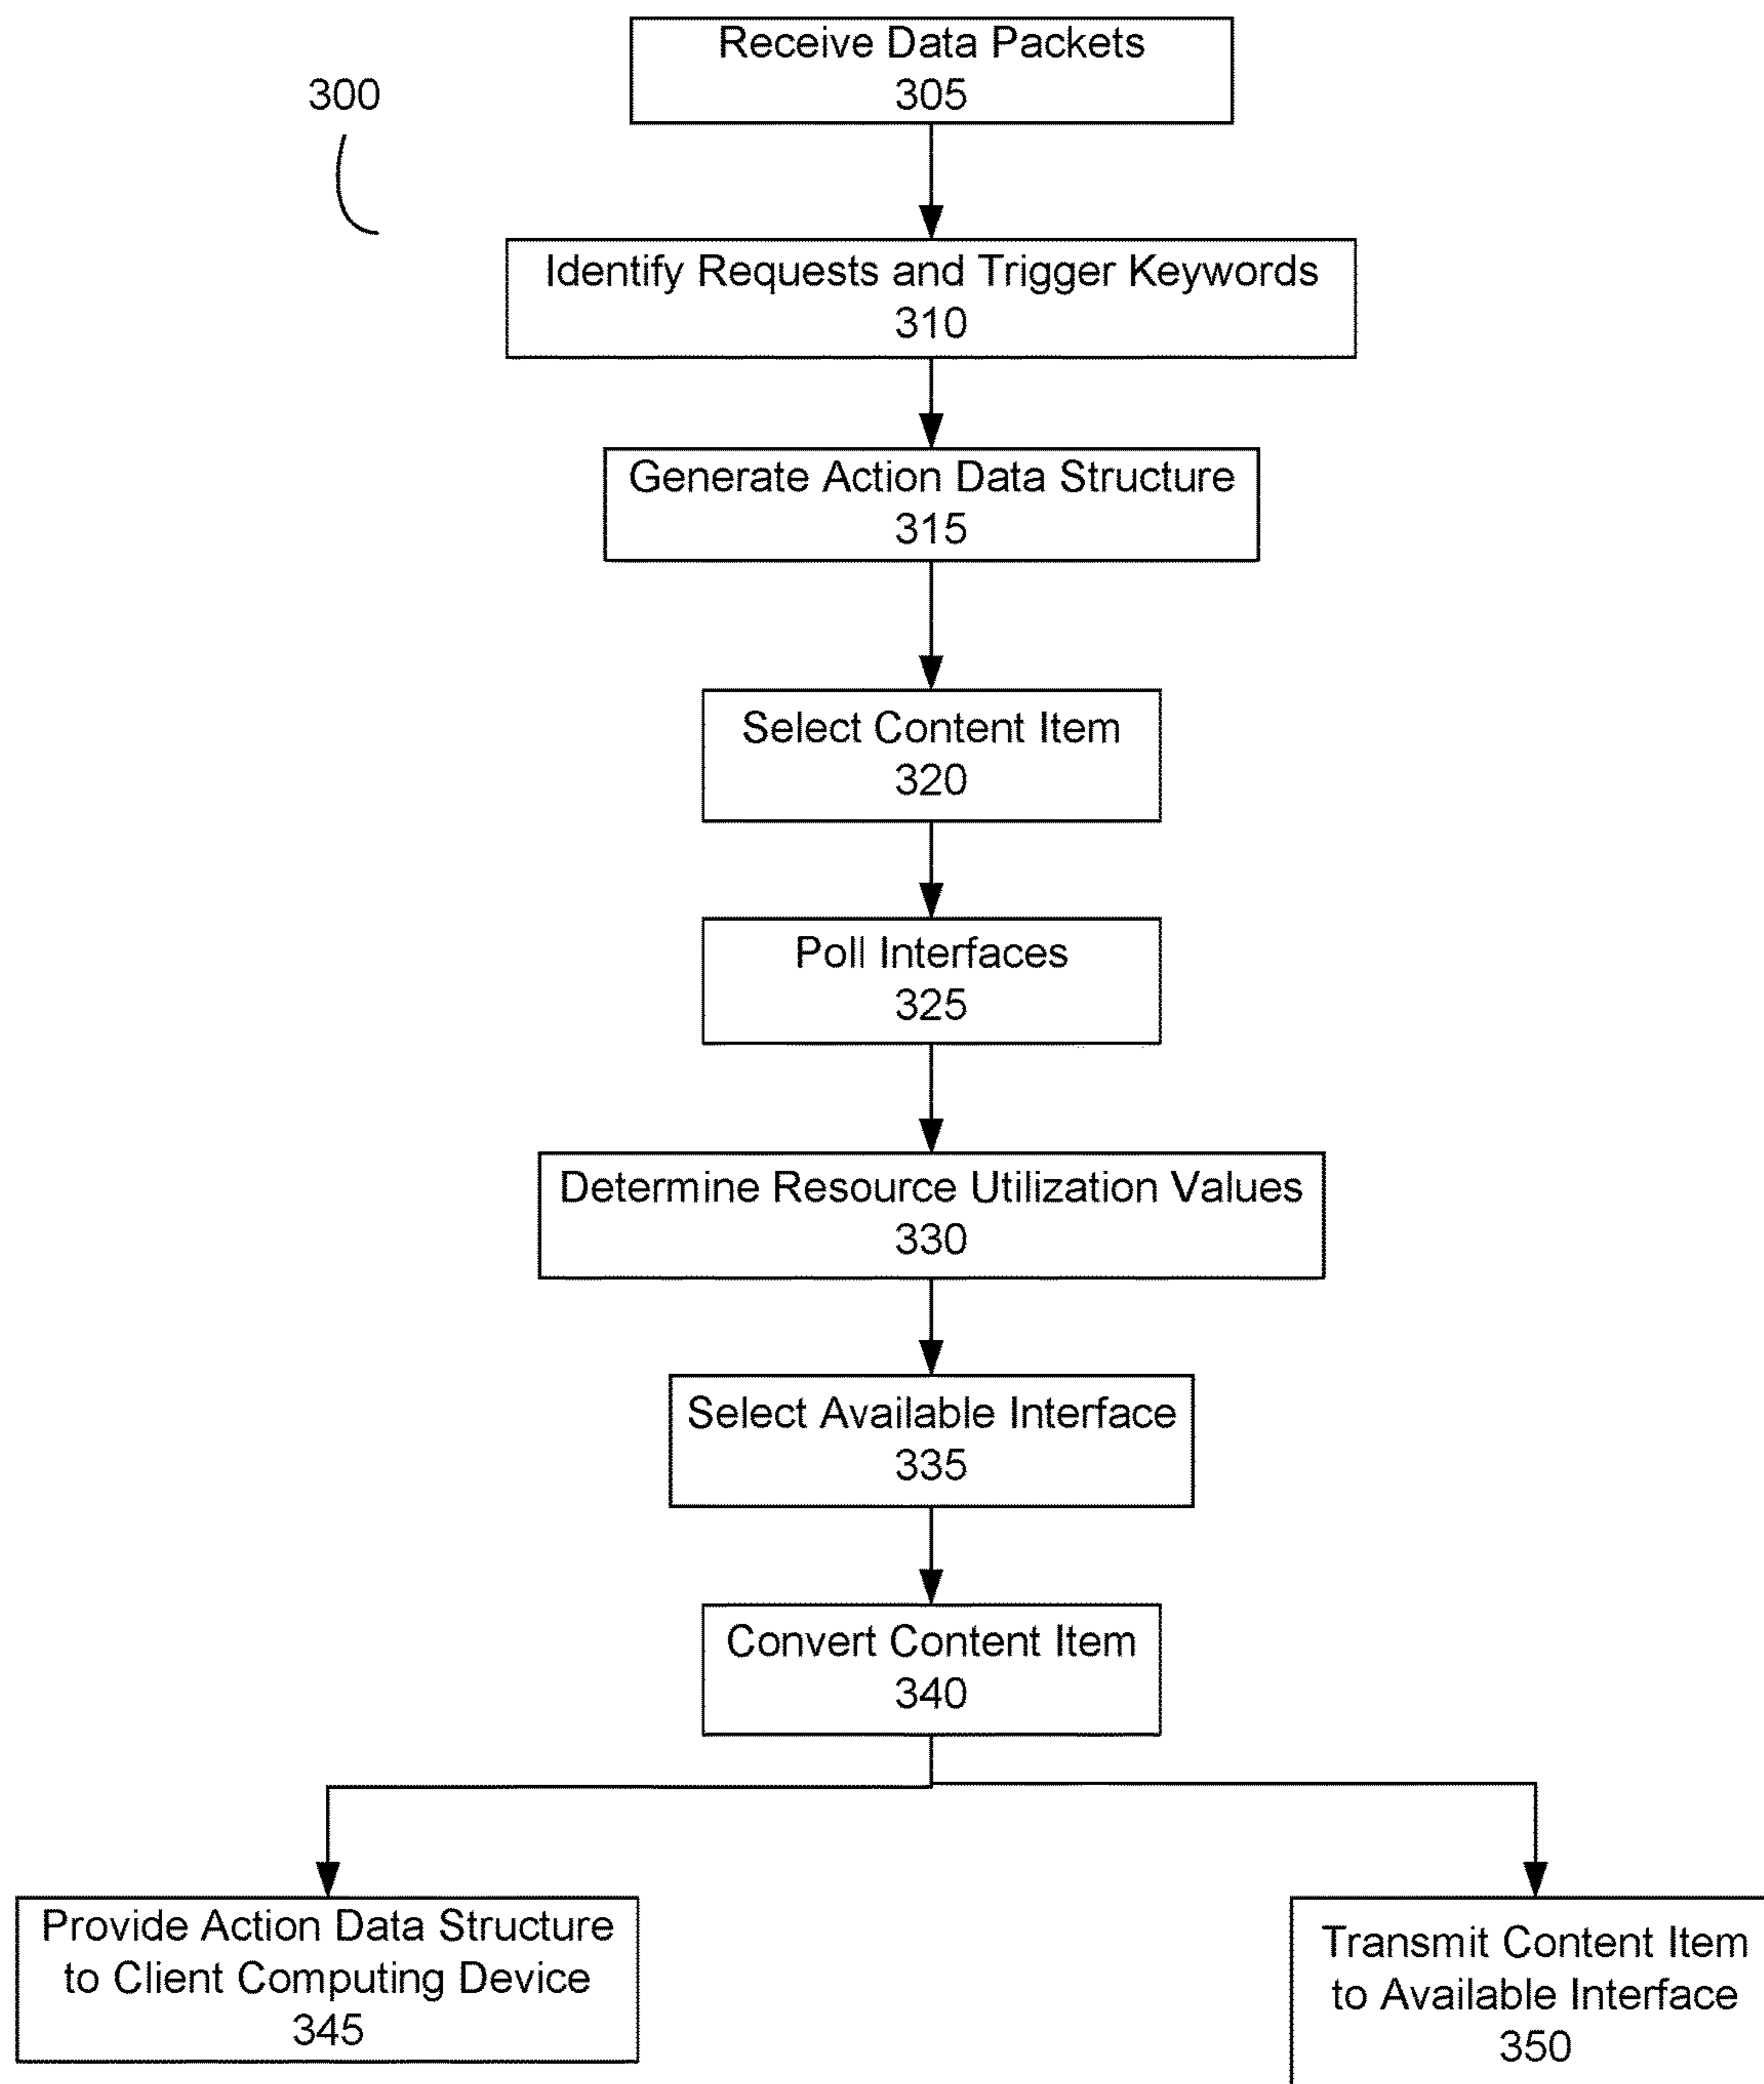 Receive Data Packets
305
300
Identify Requests and Trigger Keywords
310
Generate Action Data Structure
315
Select Content Item
320
Poll Interfaces
325
Determine Resource Utilization Values
330
Select Available Interface
335
Convert Content Item
340
Provide Action Data Structure
to Client Computing Device
345
Transmit Content Item
to Available Interface
350